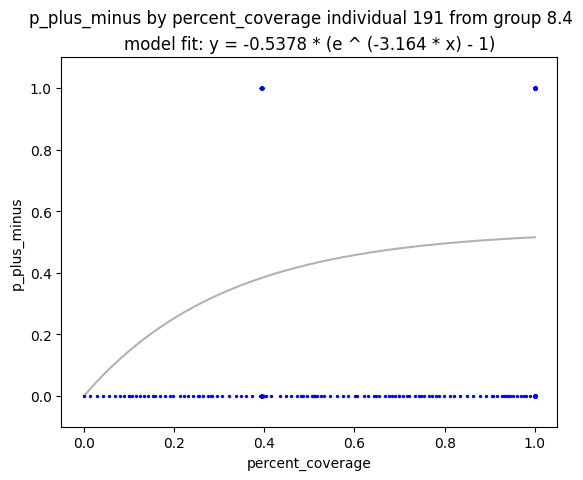 p_plus_minus by percent_coverage individual 191 from group 8.4
model fit: y = -0.5378 * (e ^ (-3.164 * x) - 1)
1.0
0.8
0.6
0.4
0.2
0.0
p_plus_minus
0.0 0.2 0.4 0.6 0.8 1.0
percent_coverage